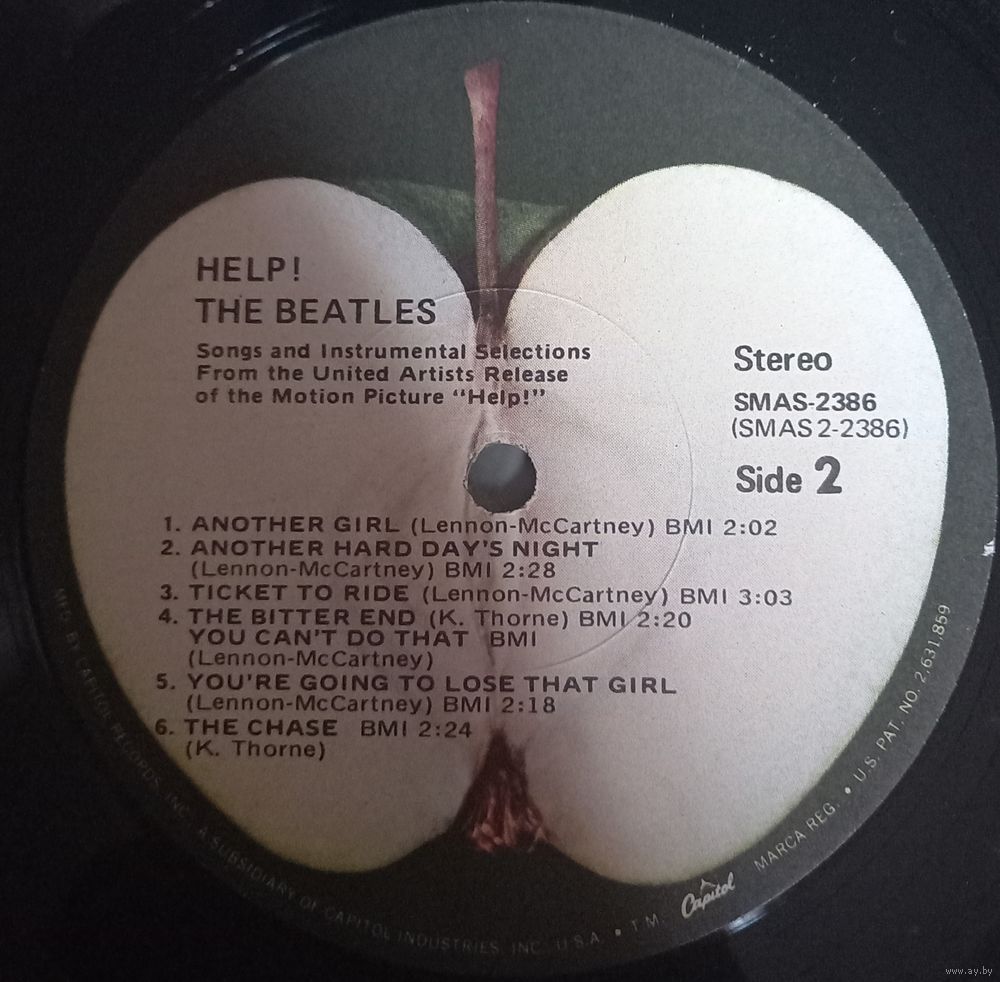 HELP!
THE BEATLES
Songs and Instrumental Selections
From the United Artists Release
of the Motion Picture “Help!”
Stereo
SMAS-2386
(SMAS 2-2386)
Side 2
1. ANOTHER GIRL (Lennon-McCartney) BMI 2:02
2. ANOTHER HARD DAY'S NIGHT
(Lennon-McCartney) BMI 2:28
3. TICKET TO RIDE (Lennon-McCartney) BMI 3:03
4. THE BITTER END (K. Thorne) BMI 2:20
YOU CAN'T DO THAT BMI
(Lennon-McCartney)
5. YOU'RE GOING TO LOSE THAT GIRL
(Lennon-McCartney) BMI 2:18
6. THE CHASE BMI 2:24
(K. Thorne)
MFG. BY CAPITOL RECORDS, INC. A SUBSIDIARY OF CAPITOL INDUSTRIES, INC. U.S.A. • T.M. Capitol MARCA REG. • U.S. PAT. NO. 2,631,859
www.ay.by